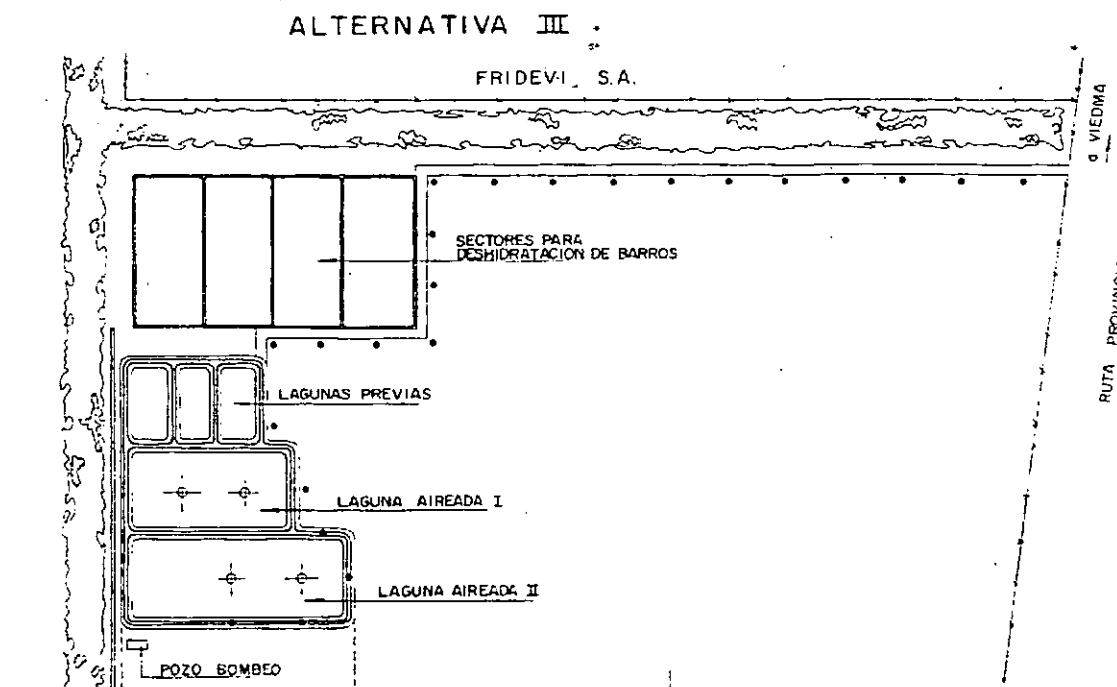 ALTERNATIVA III
FRIDEVI S.A.
a VIEDMA
SECTORES PARA
DESHIDRATACION DE BARROS
RUTA
LAGUNAS PREVIAS
LAGUNA AIREADA I
LAGUNA AIREADA II
POZO BOMBEO